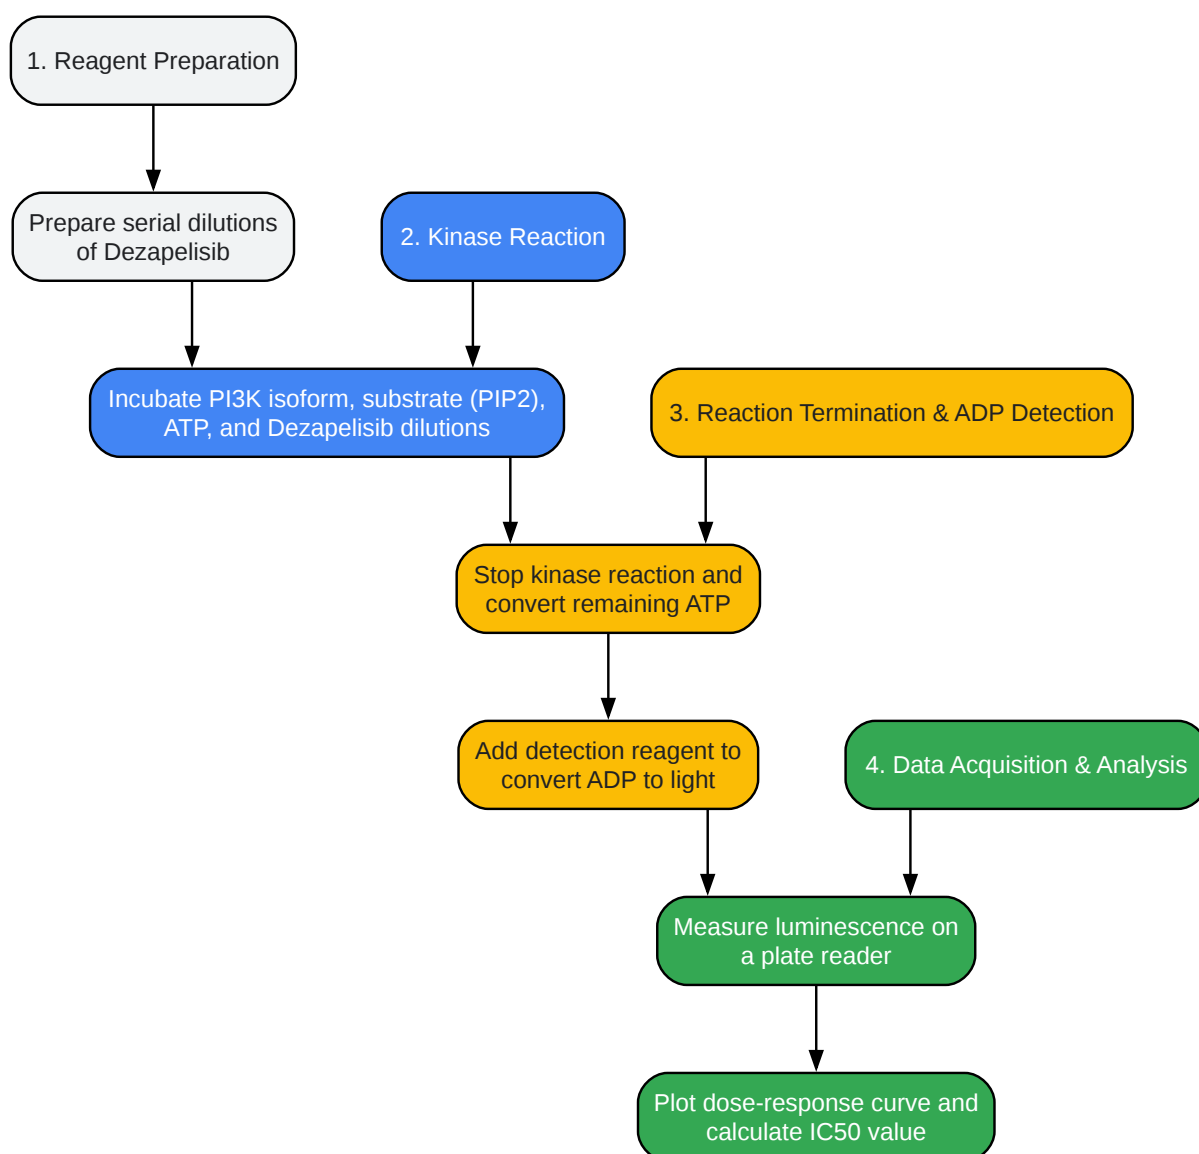 1. Reagent Preparation
Prepare serial dilutions
of Dezapelisib
2. Kinase Reaction
Incubate PI3K isoform, substrate (PIP2),
ATP, and Dezapelisib dilutions
3. Reaction Termination & ADP Detection
Stop kinase reaction and
convert remaining ATP
Add detection reagent to
convert ADP to light
4. Data Acquisition & Analysis
Measure luminescence on
a plate reader
Plot dose-response curve and
calculate IC50 value